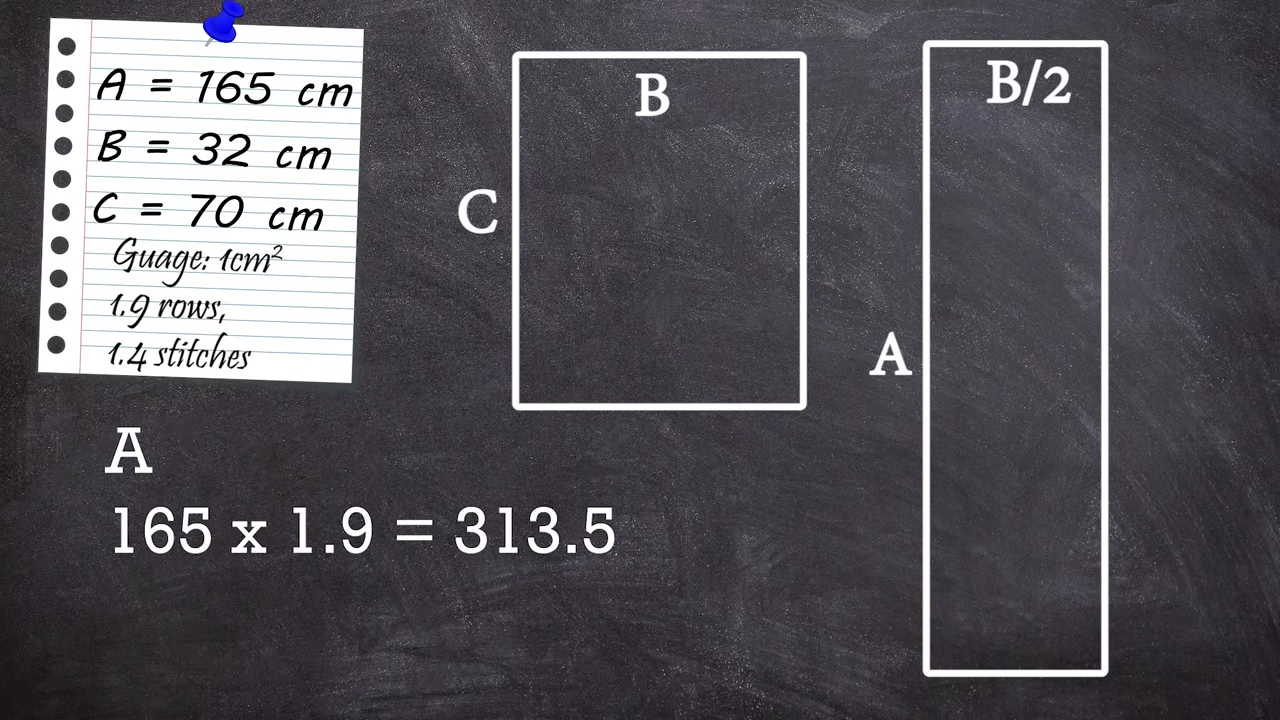 A = 165 cm
B = 32 cm
C = 70 cm
Guage: 1cm²
1.9 rows,
1.4 stitches
B
C
B/2
A
A
165 x 1.9 = 313.5